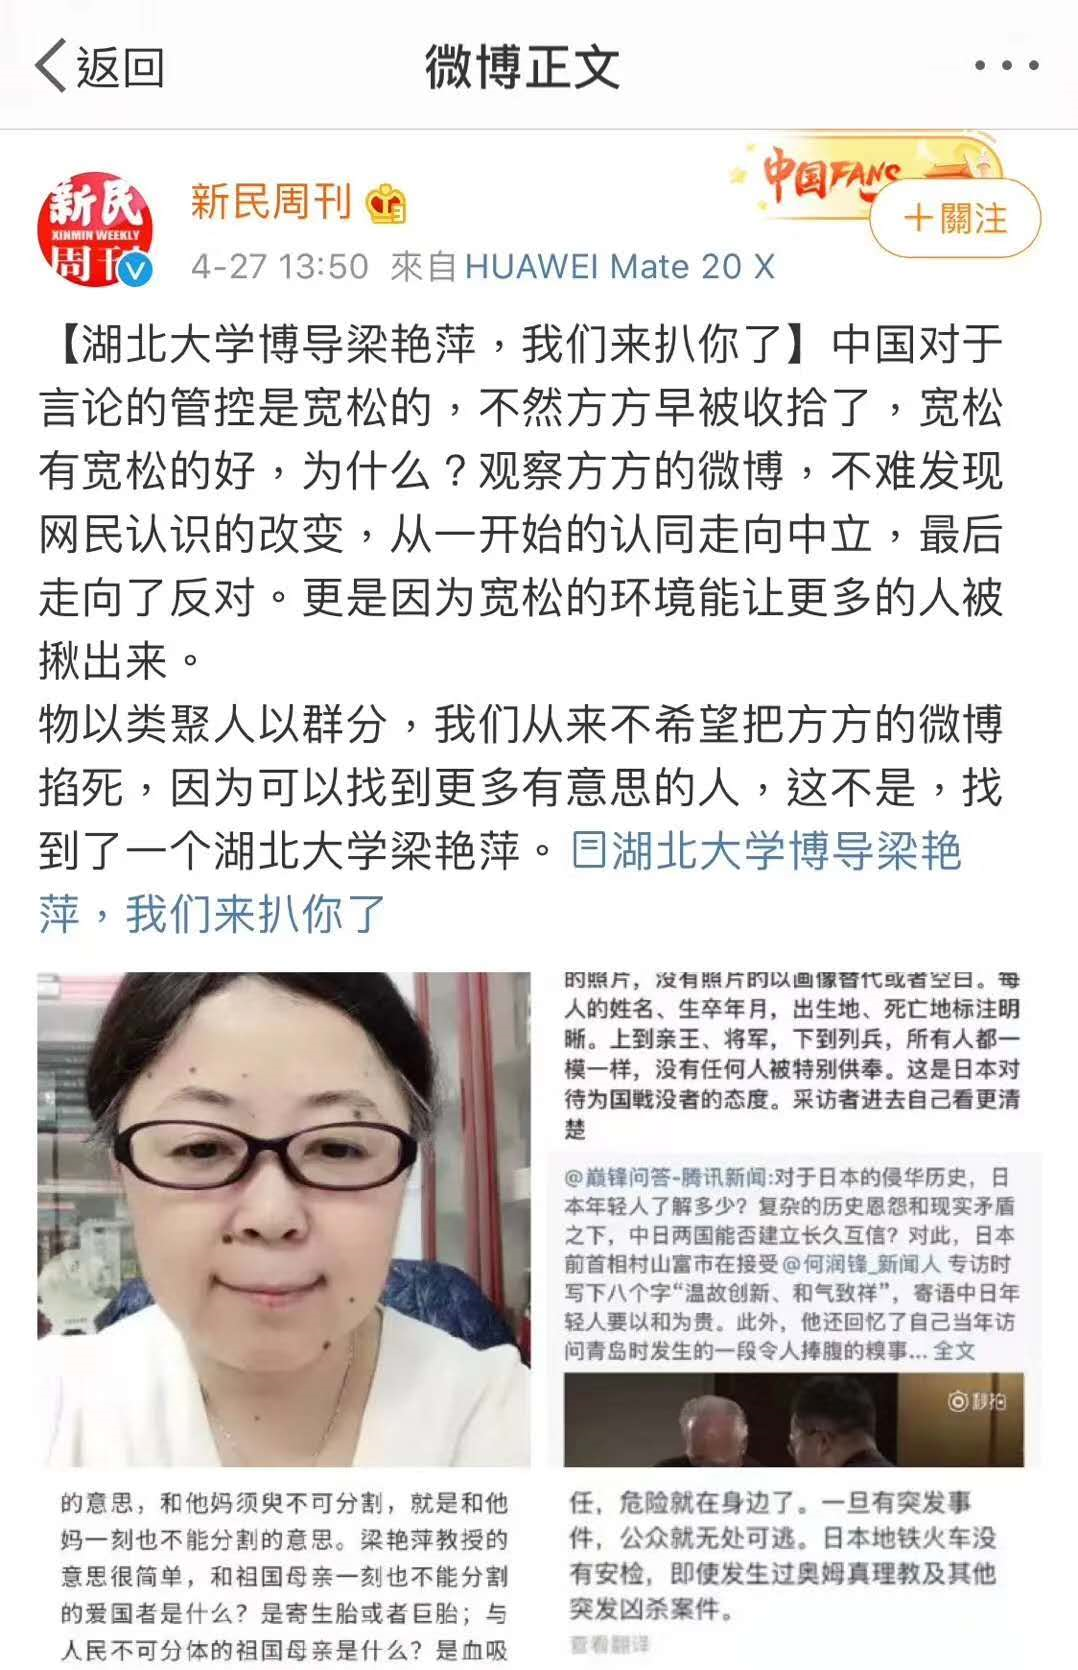 返回
微博正文
新民
XINMIN WEEKLY
周刊
新民周刊
中国FANS
十關注
4-27 13:50 來自HUAWEI Mate 20 X
【湖北大学博导梁艳萍，我们来扒你了】中国对于
言论的管控是宽松的，不然方方早被收拾了，宽松
有宽松的好，为什么？观察方方的微博，不难发现
网民认识的改变，从一开始的认同走向中立，最后
走向了反对。更是因为宽松的环境能让更多的人被
揪出来。
物以类聚人以群分，我们从来不希望把方方的微博
掐死，因为可以找到更多有意思的人，这不是，找
到了一个湖北大学梁艳萍。湖北大学博导梁艳
萍，我们来扒你了
的照片，没有照片的以画像替代或者空白。每
人的姓名、生卒年月，出生地、死亡地标注明
晰。上到亲王、将军，下到列兵，所有人都一
模一样，没有任何人被特别供奉。这是日本对
待为国戰没者的态度。采访者进去自己看更清
楚
@巅锋问答-腾讯新闻:对于日本的侵华历史，日
本年轻人了解多少？复杂的历史恩怨和现实矛盾
之下，中日两国能否建立长久互信？对此，日本
前首相村山富市在接受@何润锋_新闻人 专访时
写下八个字“温故创新、和气致祥”，寄语中日年
轻人要以和为贵。此外，他还回忆了自己当年访
问青岛时发生的一段令人捧腹的糗事... 全文
秒拍
的意思，和他妈须臾不可分割，就是和他
妈一刻也不能分割的意思。梁艳萍教授的
意思很简单，和祖国母亲一刻也不能分割
的爱国者是什么？是寄生胎或者巨胎；与
人民不可分体的祖国母亲是什么？是血吸
任，危险就在身边了。一旦有突发事
件，公众就无处可逃。日本地铁火车没
有安检，即使发生过奥姆真理教及其他
突发凶杀案件。
查看翻译